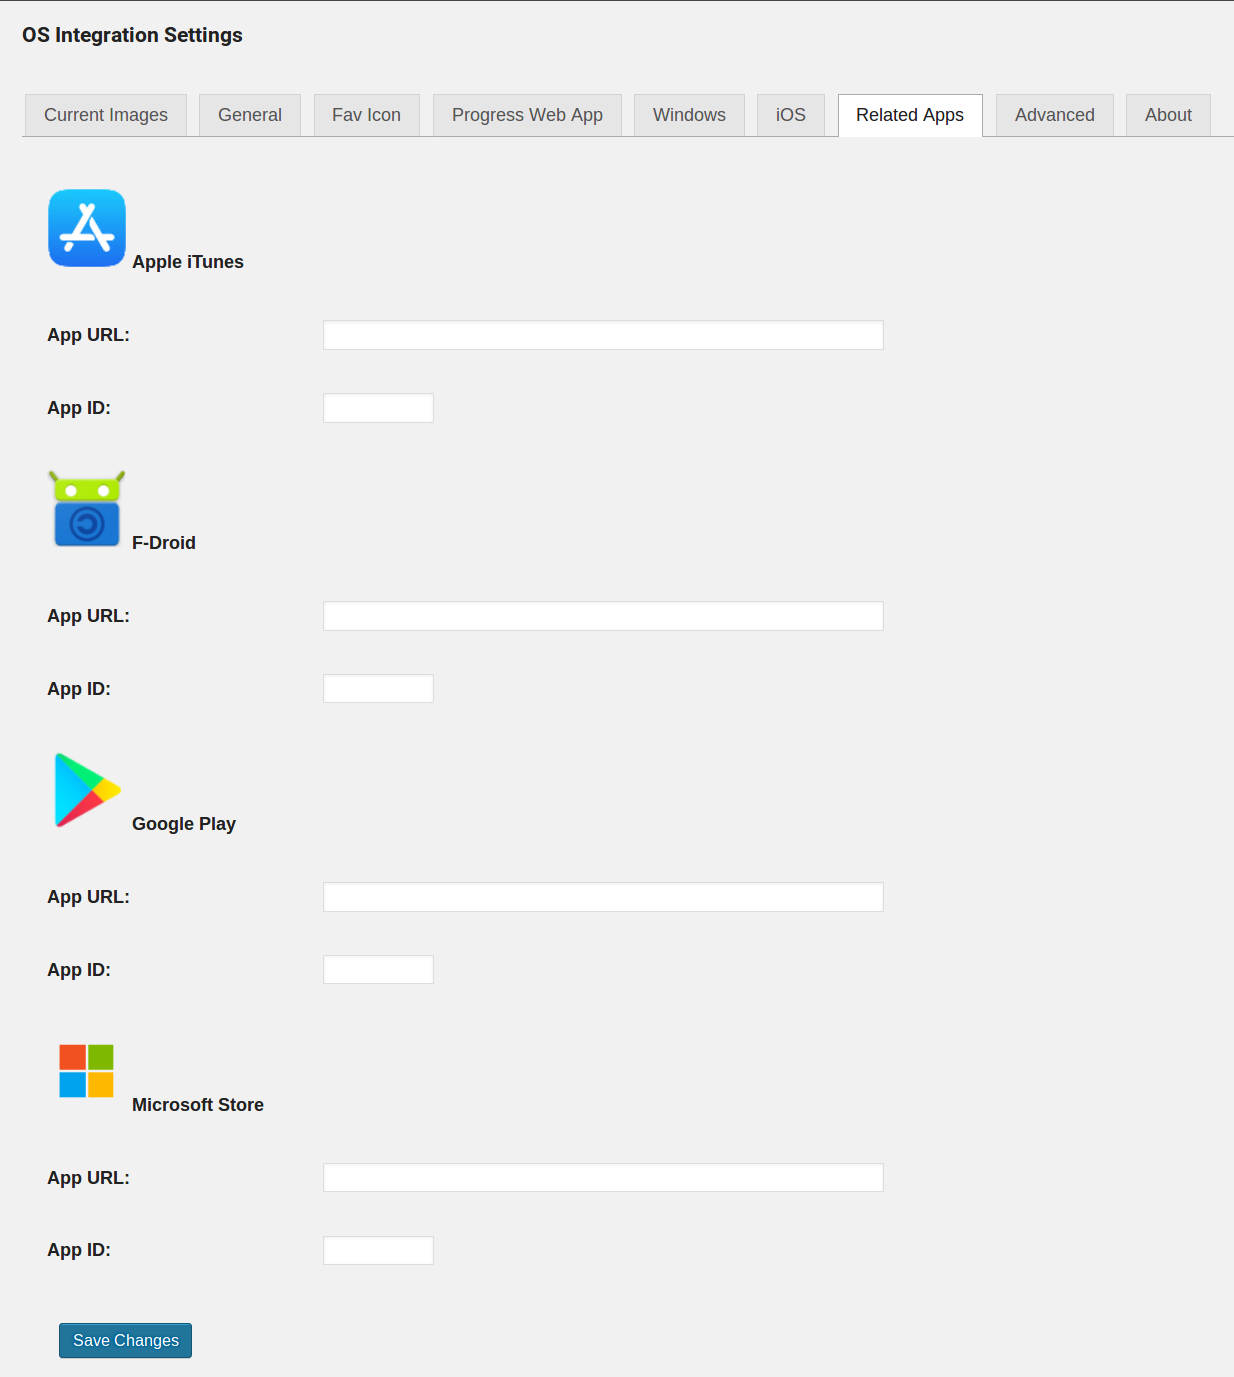 OS Integration Settings
Current Images General Fav Icon Progress Web App Windows iOS Related Apps Advanced About
Apple iTunes
App URL:
App ID:
F-Droid
App URL:
App ID:
Google Play
App URL:
App ID:
Microsoft Store
App URL:
App ID:
Save Changes